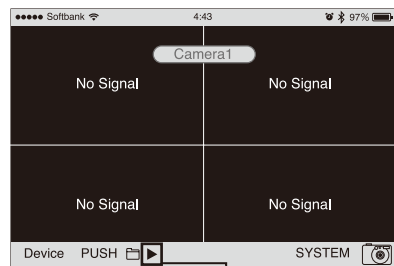 Softbank 4:43 97%
Camera1
No Signal No Signal
No Signal No Signal
Device PUSH SYSTEM